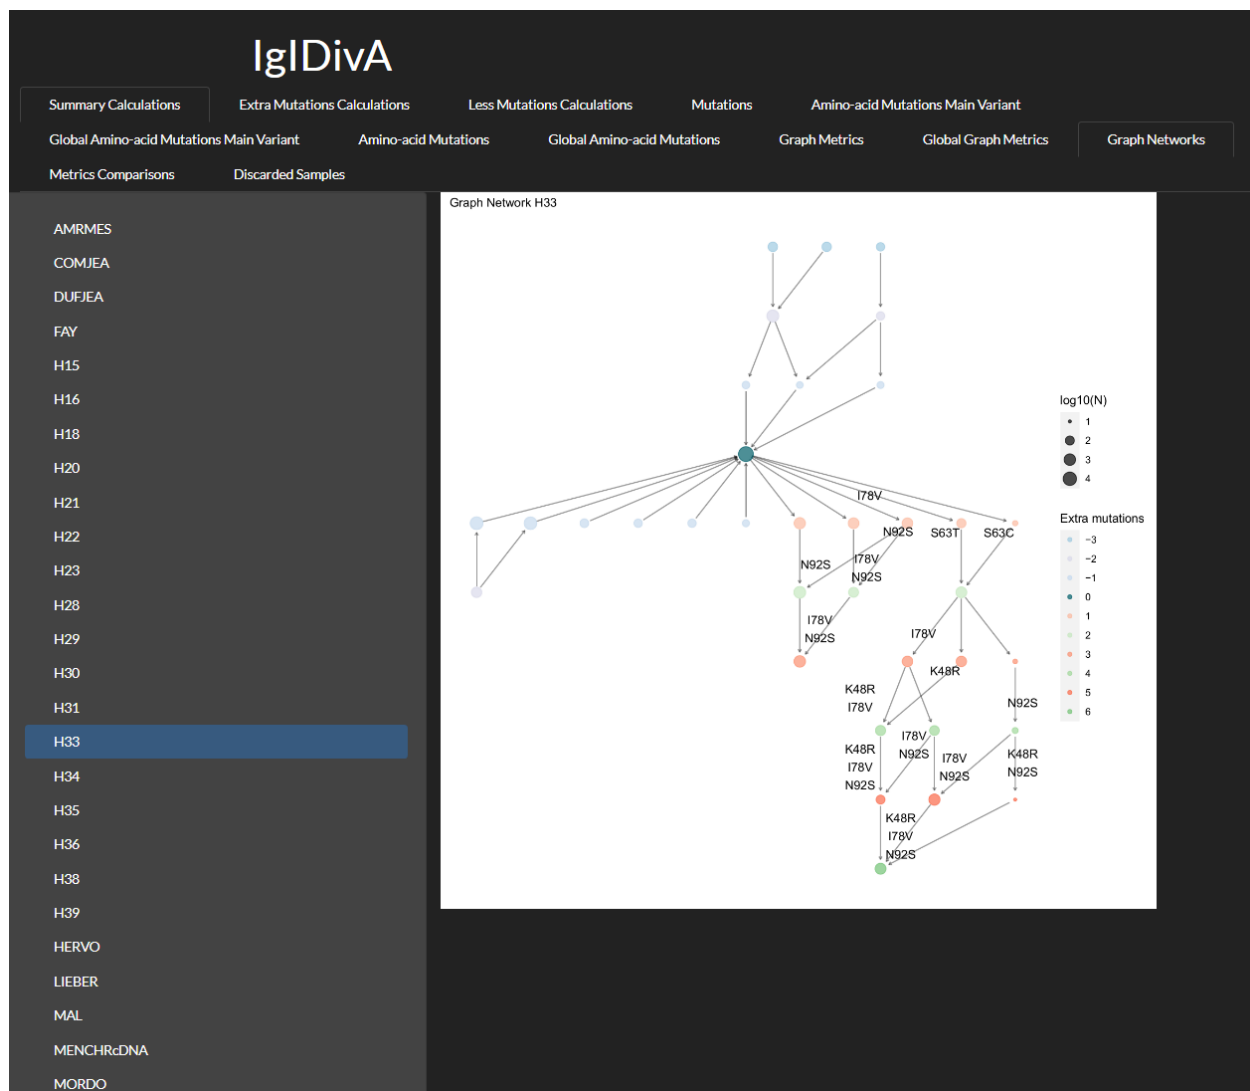 IgIDivA
Summary Calculations Extra Mutations Calculations Less Mutations Calculations Mutations Amino-acid Mutations Main Variant
Global Amino-acid Mutations Main Variant Amino-acid Mutations Global Amino-acid Mutations Graph Metrics Global Graph Metrics Graph Networks
Metrics Comparisons Discarded Samples
AMRMES
COMJEA
DUFJEA
FAY
H15
H16
H18
H20
H21
H22
H23
H28
H29
H30
H31
H33
H34
H35
H36
H38
H39
HERVO
LIEBER
MAL
MENCHRcDNA
MORDO
Graph Network H33
I78V
N92S S63T S63C
N92S I78V
N92S
I78V
N92S
I78V
K48R
K48R
I78V
N92S
I78V
N92S
K48R
I78V
N92S
I78V
N92S
K48R
N92S
K48R
I78V
N92S
log10(N)
1
2
3
4
Extra mutations
−3
−2
−1
0
1
2
3
4
5
6